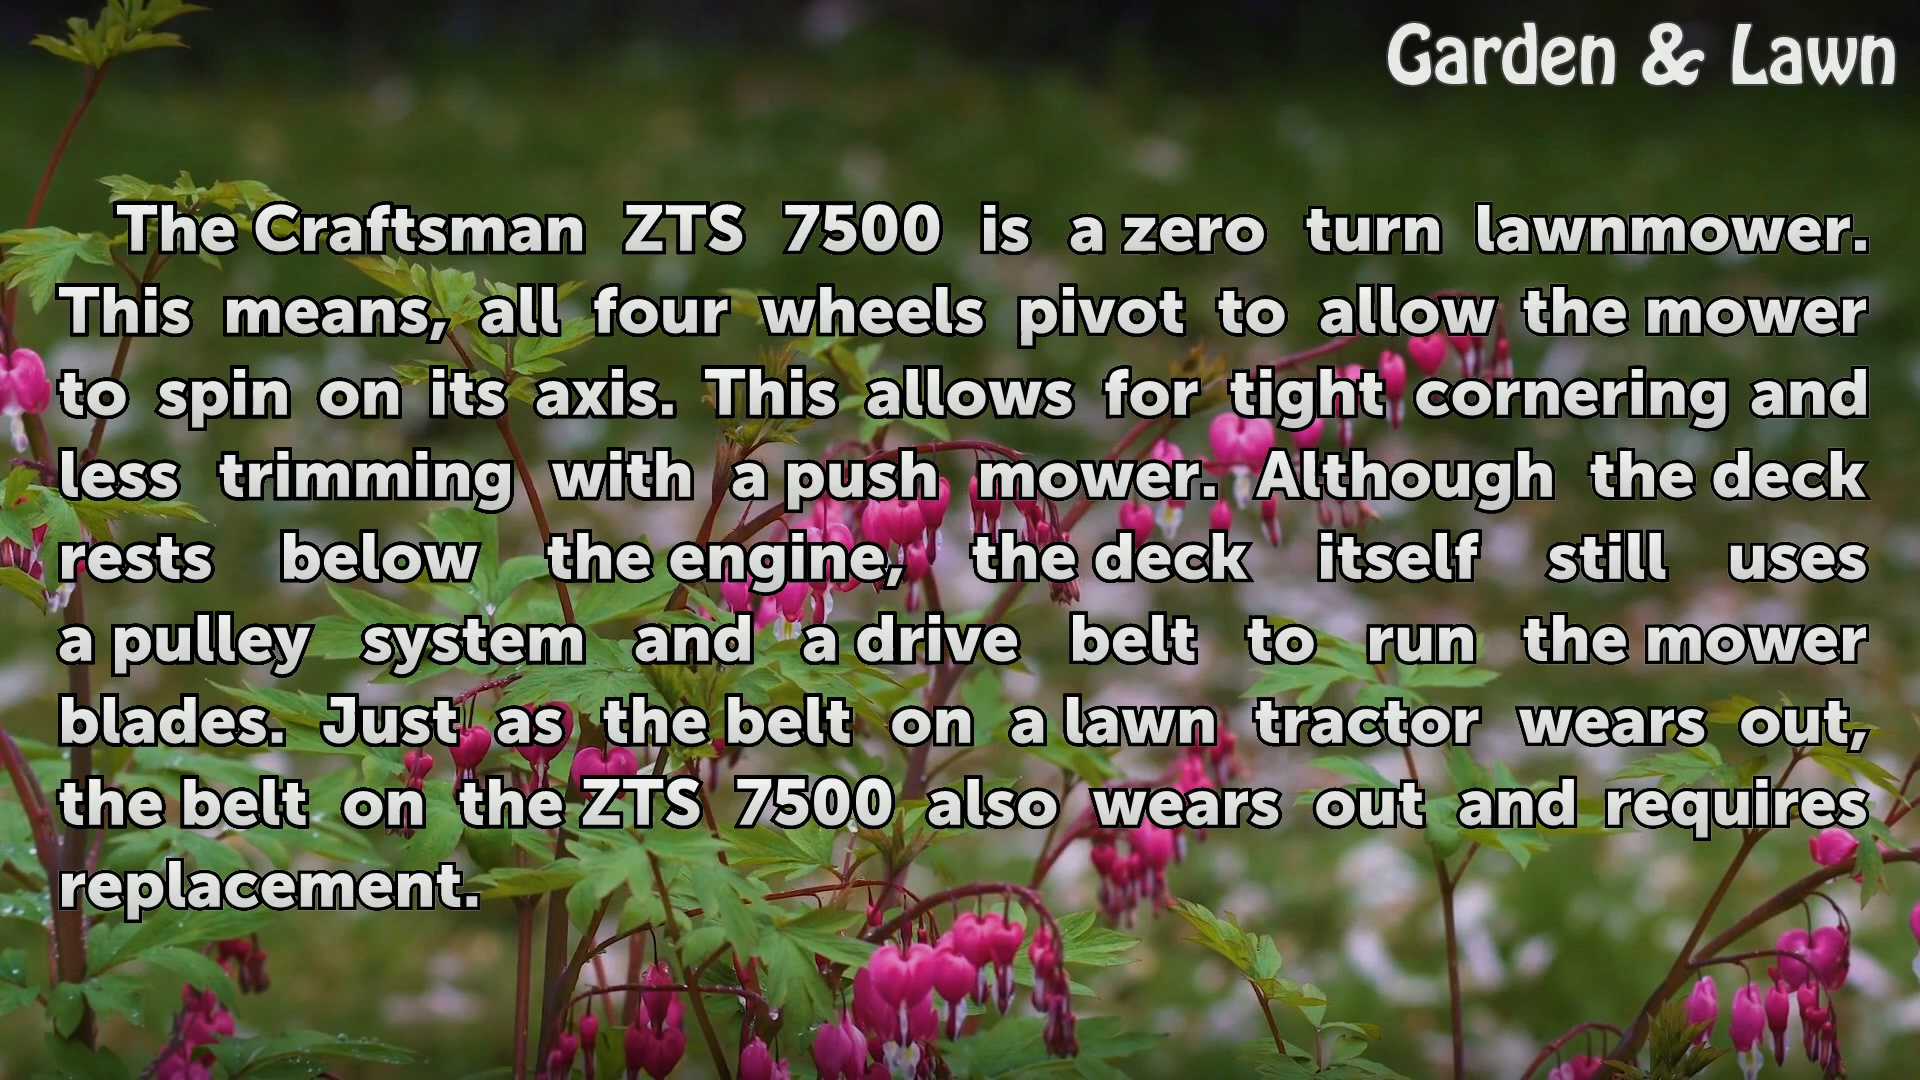 Garden & Lawn
The Craftsman ZTS 7500 is a zero turn lawnmower.
This means, all four wheels pivot to allow the mower
to spin on its axis. This allows for tight cornering and
less trimming with a push mower. Although the deck
rests below the engine, the deck itself still uses
a pulley system and a drive belt to run the mower
blades. Just as the belt on a lawn tractor wears out,
the belt on the ZTS 7500 also wears out and requires
replacement.